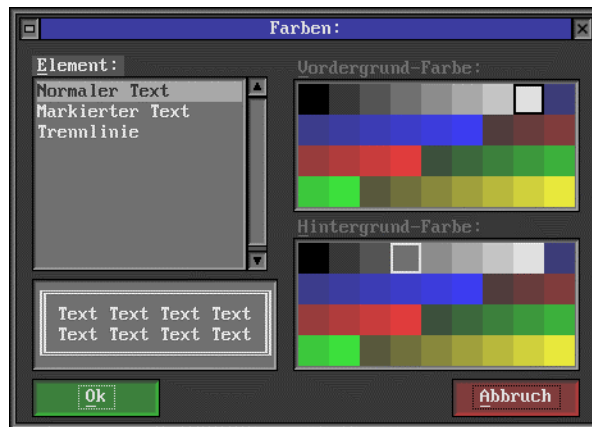 Farben:
Element:
Normaler Text
Markierter Text
Trennlinie
Vordergrund-Farbe:
Hintergrund-Farbe:
Text Text Text Text
Text Text Text Text
Ok
Abbruch